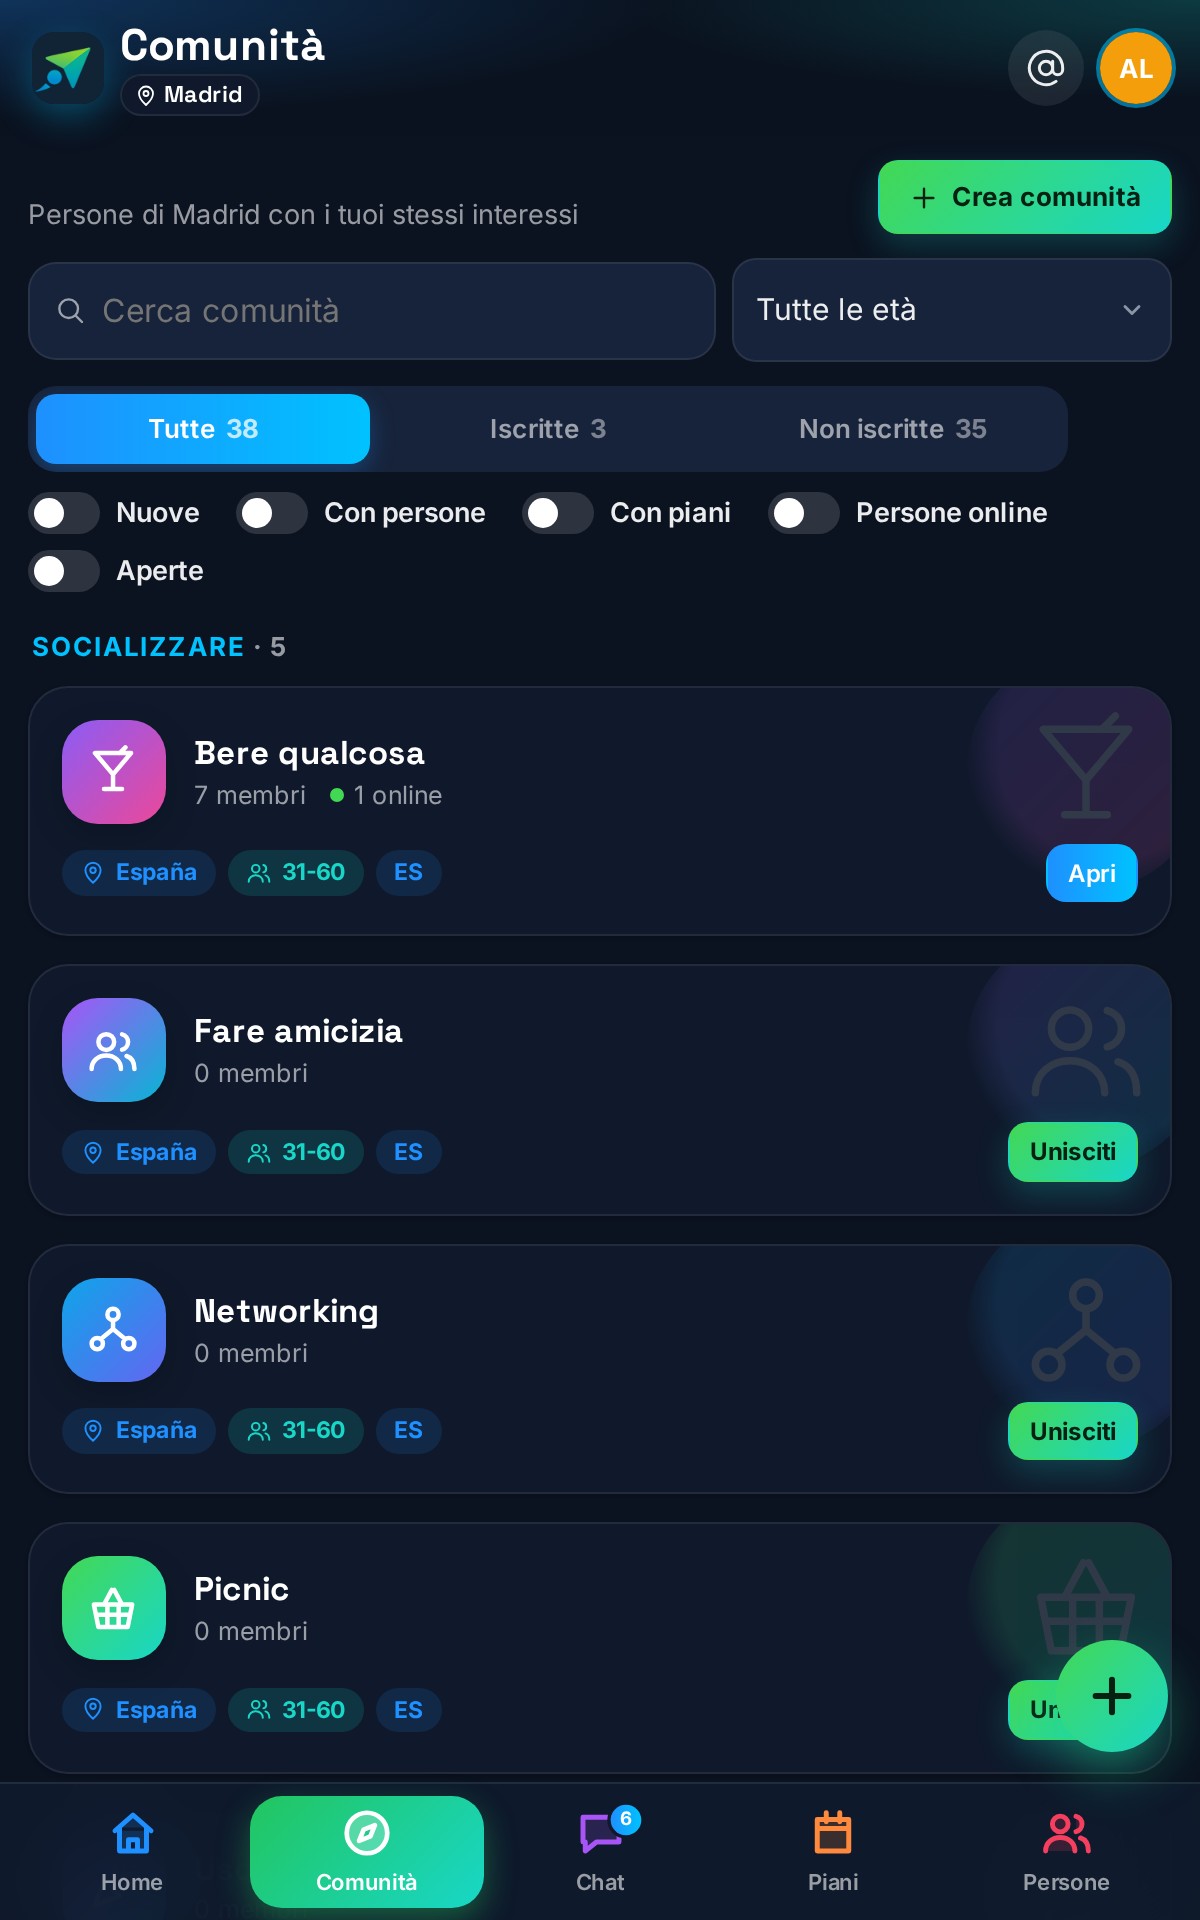 Comunità
Madrid
@
AL
Persone di Madrid con i tuoi stessi interessi
Crea comunità
Cerca comunità
Tutte le età
Tutte 38
Iscritte 3
Non iscritte 35
Nuove
Con persone
Con piani
Persone online
Aperte
SOCIALIZZARE · 5
Bere qualcosa
7 membri 1 online
España 31-60 ES
Apri
Fare amicizia
0 membri
España 31-60 ES
Unisciti
Networking
0 membri
España 31-60 ES
Unisciti
Picnic
0 membri
España 31-60 ES
6
Home
Comunità
Chat
Piani
Persone